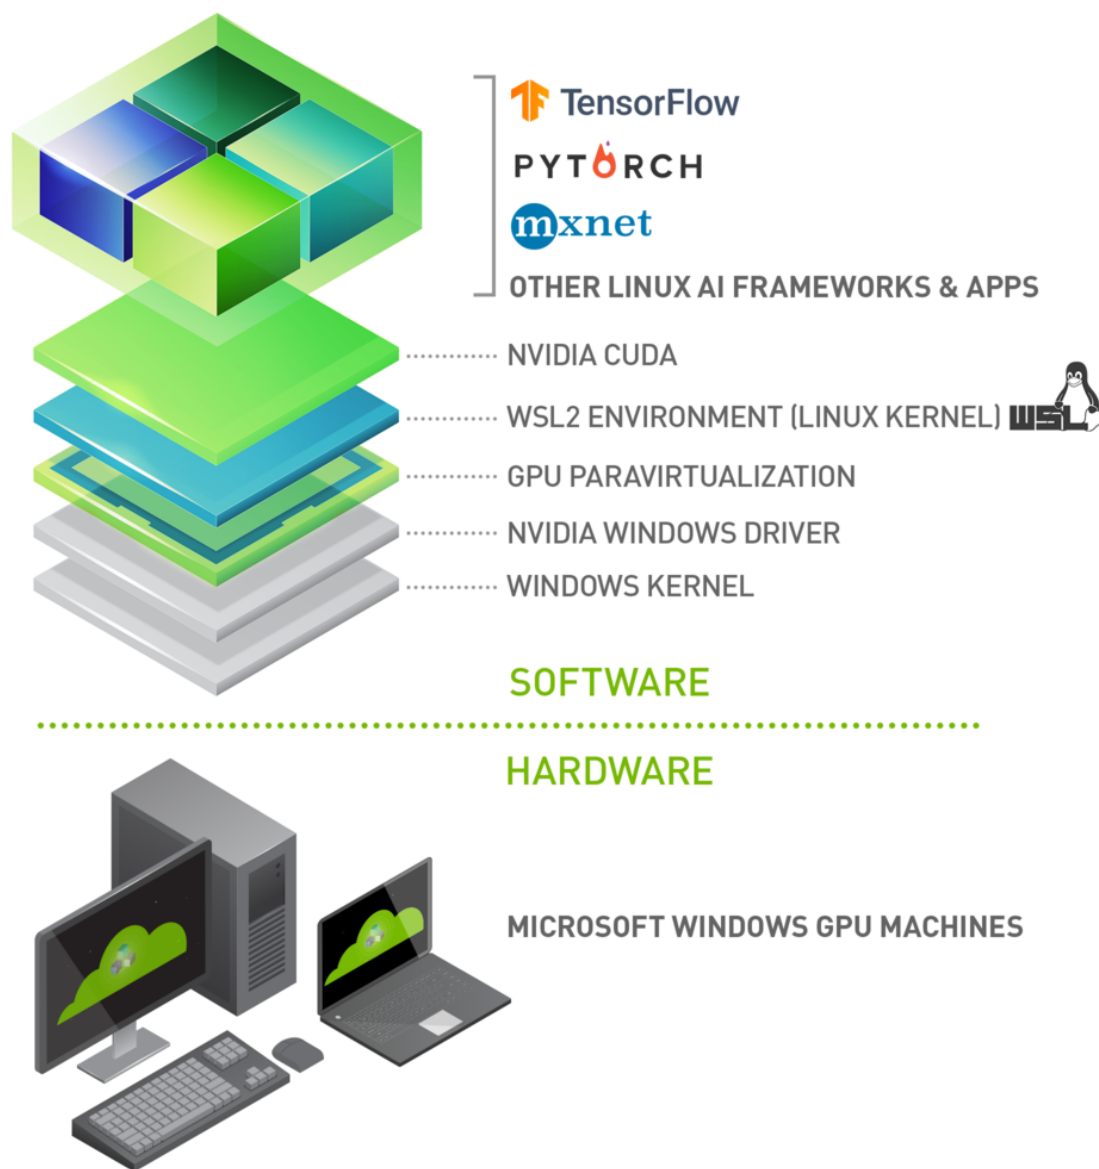 TensorFlow
PYTORCH
mxnet
OTHER LINUX AI FRAMEWORKS & APPS
NVIDIA CUDA
WSL2 ENVIRONMENT (LINUX KERNEL) WSL
GPU PARAVIRTUALIZATION
NVIDIA WINDOWS DRIVER
WINDOWS KERNEL
SOFTWARE
HARDWARE
MICROSOFT WINDOWS GPU MACHINES